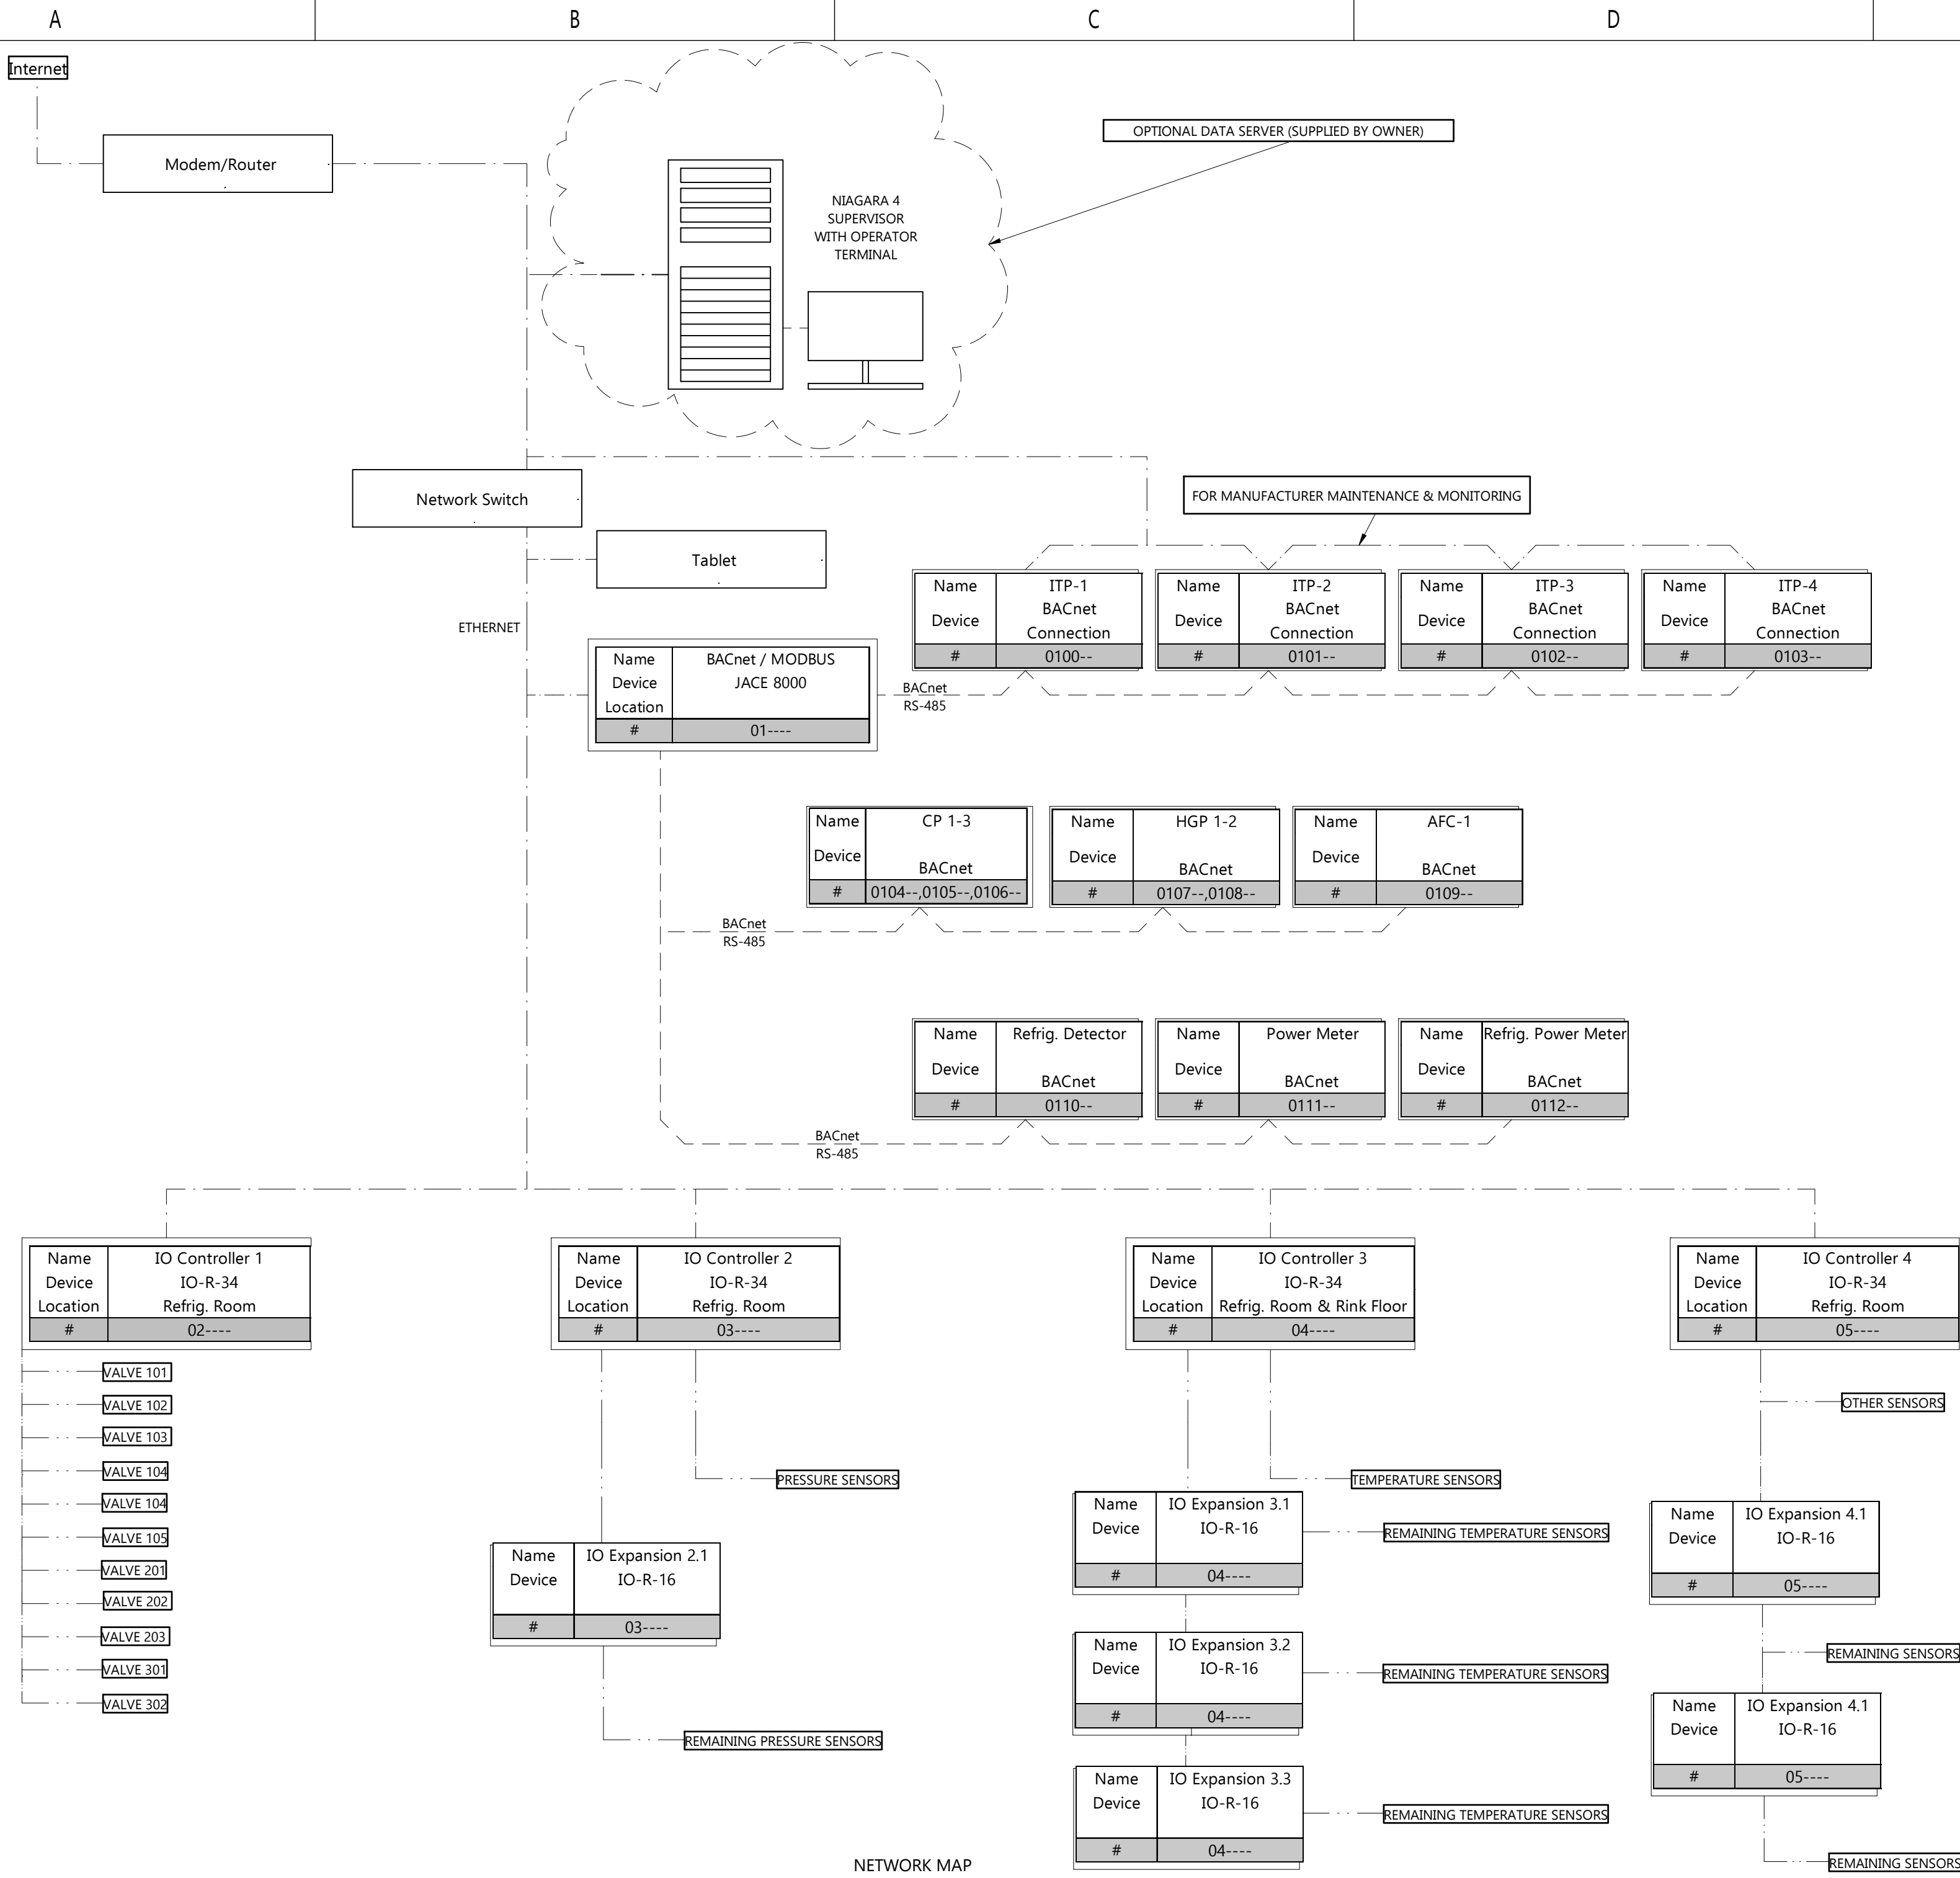 A
B
C
D
Internet
Modem/Router
OPTIONAL DATA SERVER (SUPPLIED BY OWNER)
NIAGARA 4
SUPERVISOR
WITH OPERATOR
TERMINAL
Network Switch
FOR MANUFACTURER MAINTENANCE & MONITORING
Tablet
ETHERNET
Name ITP-1
BACnet
Device
Connection
# 0100--
Name ITP-2
BACnet
Device
Connection
# 0101--
Name ITP-3
BACnet
Device
Connection
# 0102--
Name ITP-4
BACnet
Device
Connection
# 0103--
Name BACnet / MODBUS
Device JACE 8000
Location
# 01----
BACnet
RS-485
Name CP 1-3
Device
BACnet
# 0104--,0105--,0106--
Name HGP 1-2
Device
BACnet
# 0107--,0108--
Name AFC-1
Device
BACnet
# 0109--
BACnet
RS-485
Name Refrig. Detector
Device
BACnet
# 0110--
Name Power Meter
Device
BACnet
# 0111--
Name Refrig. Power Meter
Device
BACnet
# 0112--
BACnet
RS-485
Name IO Controller 1
Device IO-R-34
Location Refrig. Room
# 02----
Name IO Controller 2
Device IO-R-34
Location Refrig. Room
# 03----
Name IO Controller 3
Device IO-R-34
Location Refrig. Room & Rink Floor
# 04----
Name IO Controller 4
Device IO-R-34
Location Refrig. Room
# 05----
VALVE 101
VALVE 102
VALVE 103
VALVE 104
VALVE 104
VALVE 105
VALVE 201
VALVE 202
VALVE 203
VALVE 301
VALVE 302
PRESSURE SENSORS
Name IO Expansion 2.1
Device IO-R-16
# 03----
REMAINING PRESSURE SENSORS
TEMPERATURE SENSORS
Name IO Expansion 3.1
Device IO-R-16
# 04----
REMAINING TEMPERATURE SENSORS
Name IO Expansion 3.2
Device IO-R-16
# 04----
REMAINING TEMPERATURE SENSORS
Name IO Expansion 3.3
Device IO-R-16
# 04----
REMAINING TEMPERATURE SENSORS
OTHER SENSORS
Name IO Expansion 4.1
Device IO-R-16
# 05----
REMAINING SENSORS
Name IO Expansion 4.1
Device IO-R-16
# 05----
REMAINING SENSORS
NETWORK MAP